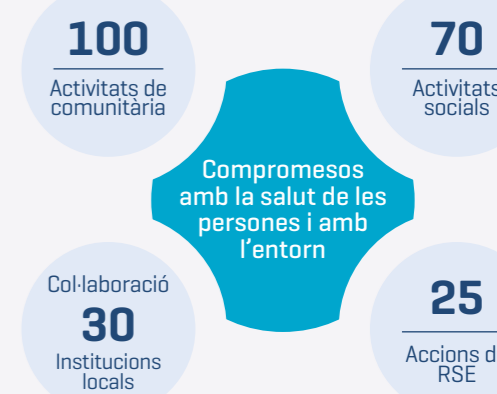 100
Activitats de
comunitària
70
Activitats
socials
Compromesos
amb la salut de les
persones i amb
l'entorn
Col·laboració
30
Institucions
locals
25
Accions d
RSE